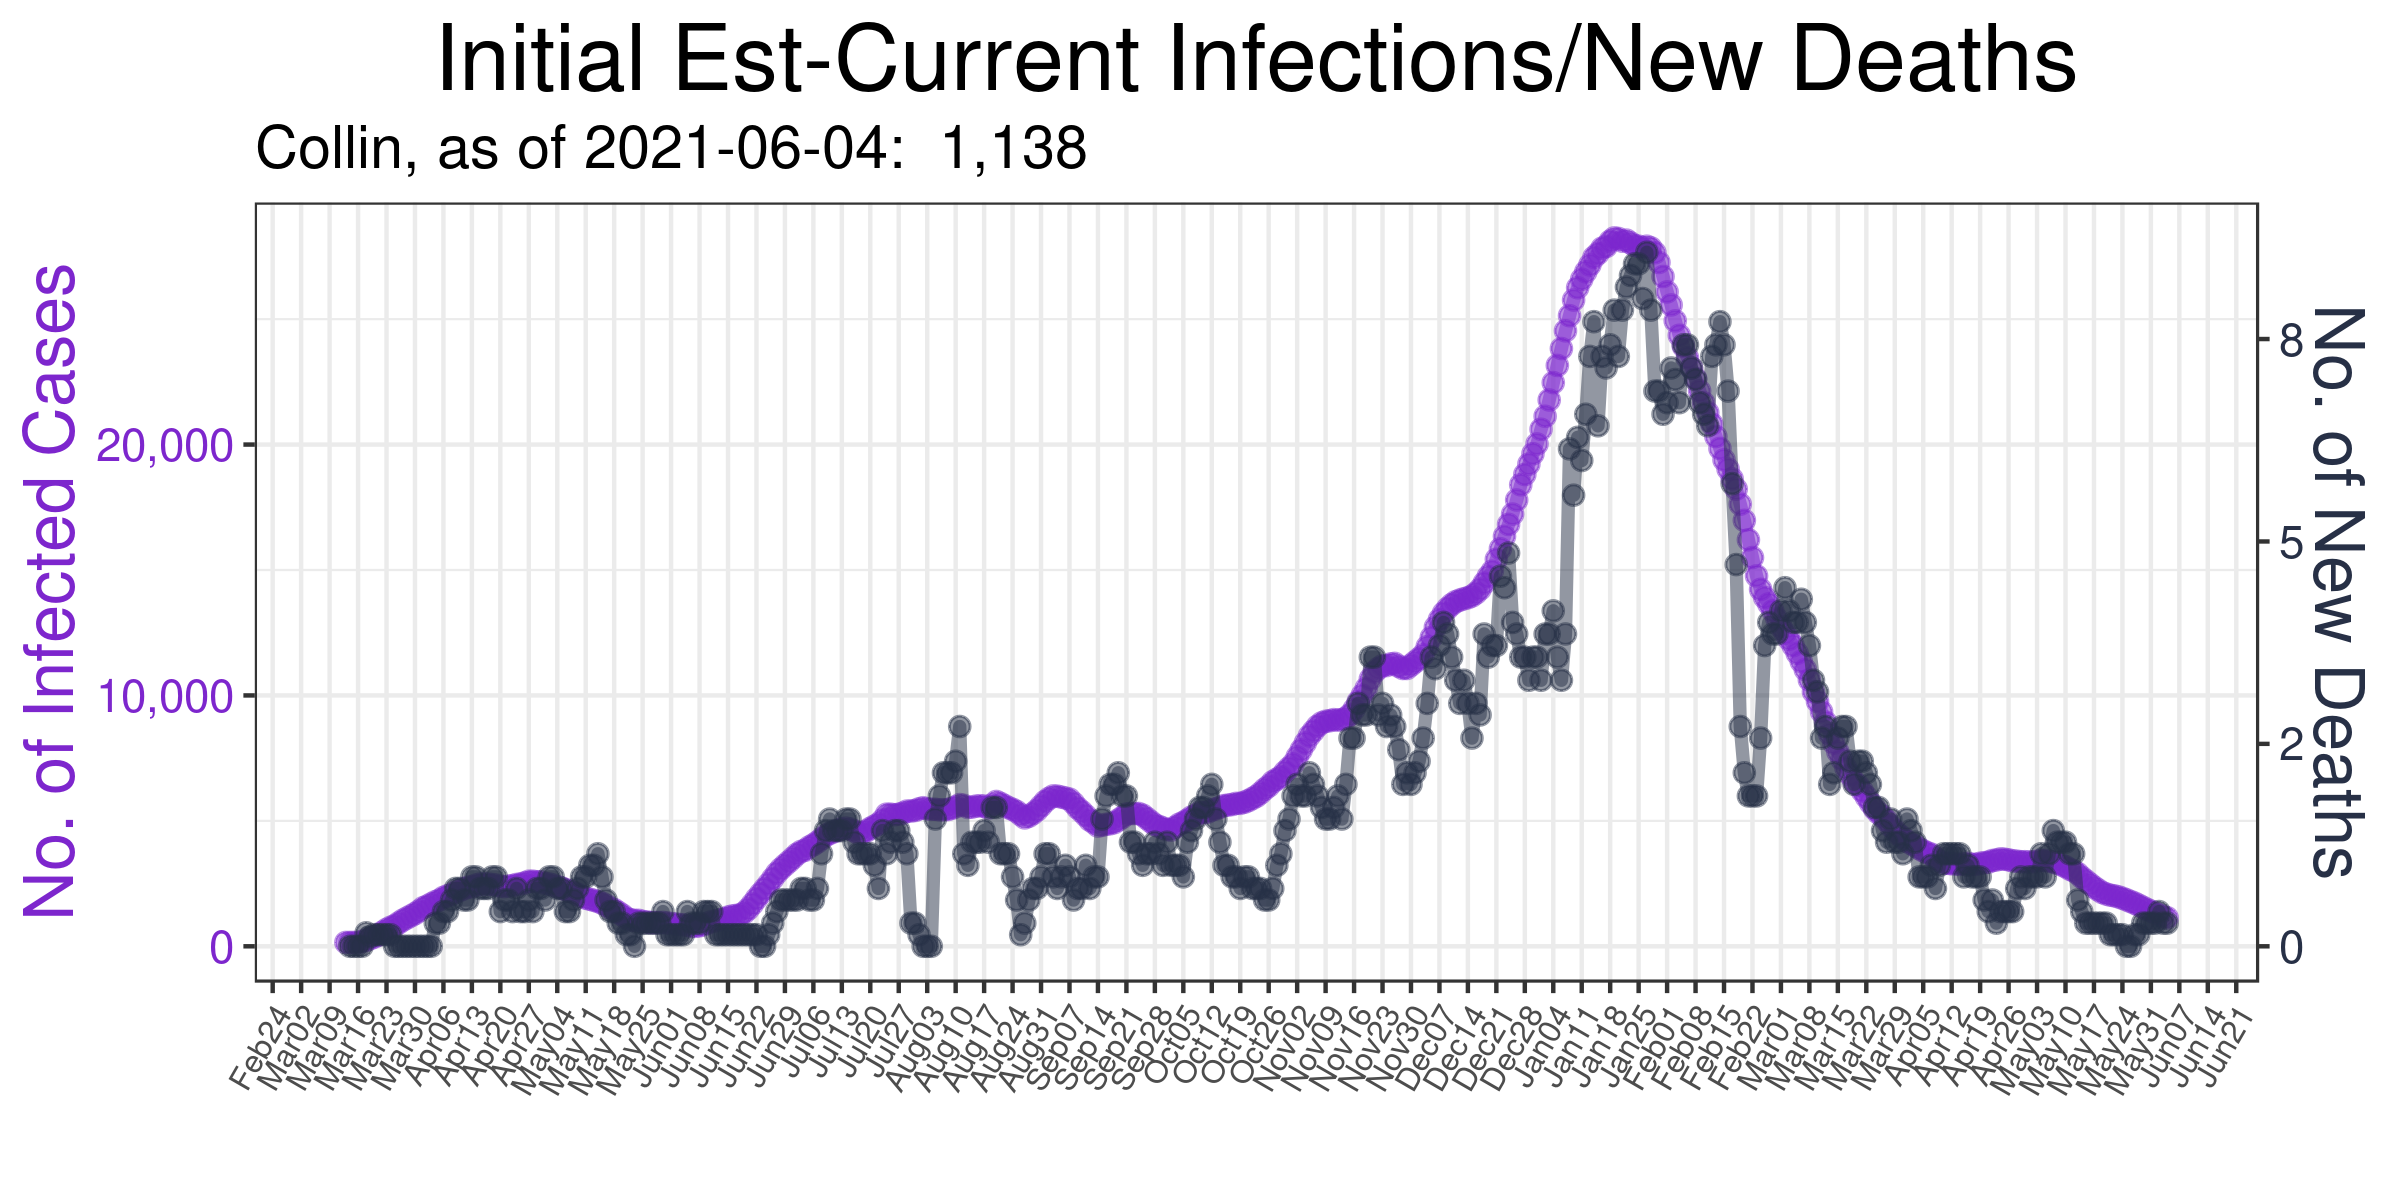 Initial Est-Current Infections/New Deaths
Collin, as of 2021-06-04:  1,138
No. of Infected Cases
20,000
10,000
0
8
5
2
0
No. of New Deaths
Feb24
Mar02
Mar09
Mar16
Mar23
Mar30
Apr06
Apr13
Apr20
Apr27
May04
May11
May18
May25
Jun01
Jun08
Jun15
Jun22
Jun29
Jul06
Jul13
Jul20
Jul27
Aug03
Aug10
Aug17
Aug24
Aug31
Sep07
Sep14
Sep21
Sep28
Oct05
Oct12
Oct19
Oct26
Nov02
Nov09
Nov16
Nov23
Nov30
Dec07
Dec14
Dec21
Dec28
Jan04
Jan11
Jan18
Jan25
Feb01
Feb08
Feb15
Feb22
Mar01
Mar08
Mar15
Mar22
Mar29
Apr05
Apr12
Apr19
Apr26
May03
May10
May17
May24
May31
Jun07
Jun14
Jun21